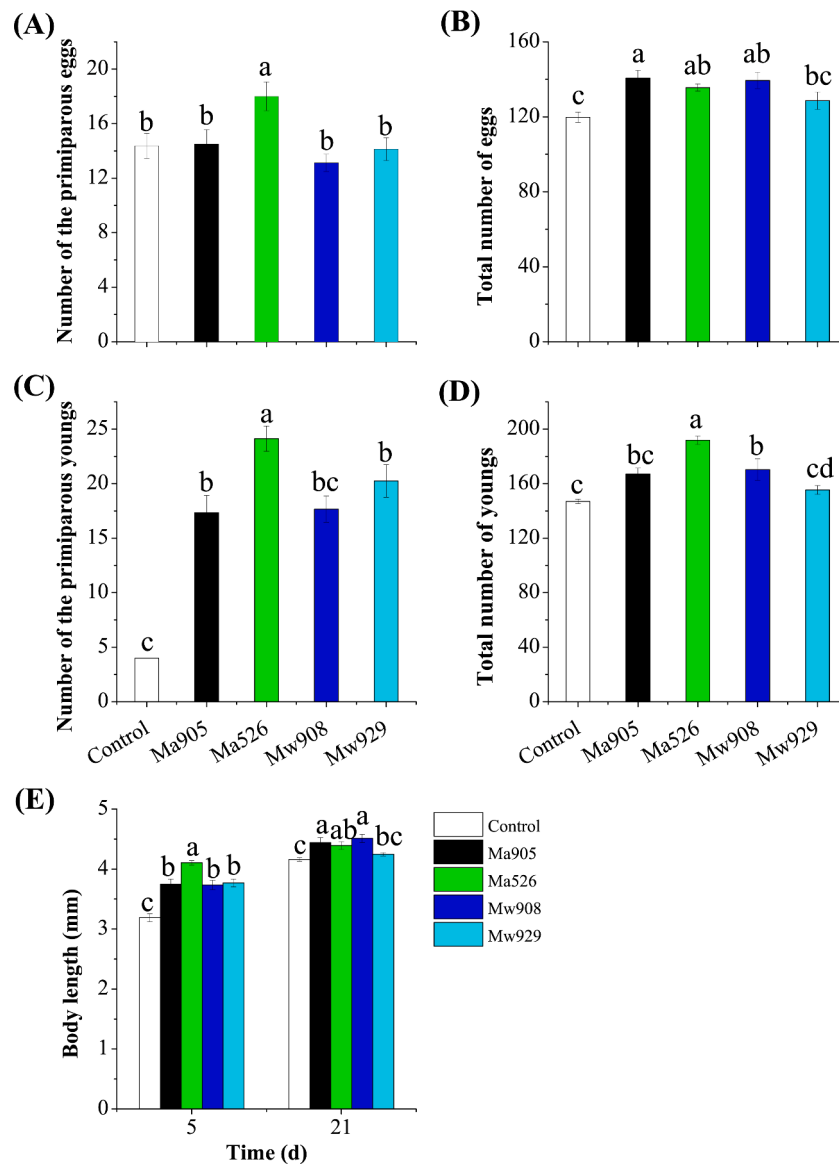 (A)
Number of the primiparous eggs
20
16
12
8
4
0
b
b
a
b
b
(B)
Total number of eggs
160
120
80
40
0
c
a
ab
ab
bc
(C)
Number of the primiparous youngs
25
20
15
10
5
0
c
b
a
bc
b
Control
Ma905
Ma526
Mw908
Mw929
(D)
Total number of youngs
200
160
120
80
40
0
c
bc
a
b
cd
Control
Ma905
Ma526
Mw908
Mw929
(E)
Body length (mm)
5
4
3
2
1
0
c
b
a
b
b
c
a
ab
a
bc
5
21
Time (d)
Control
Ma905
Ma526
Mw908
Mw929